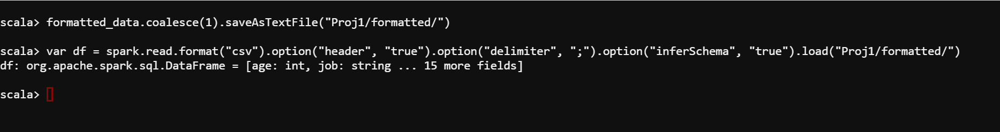 scala> formatted_data.coalesce(1).saveAsTextFile("Proj1/formatted/")
scala> var df = spark.read.format("csv").option("header", "true").option("delimiter", ";").option("inferSchema", "true").load("Proj1/formatted/")
df: org.apache.spark.sql.DataFrame = [age: int, job: string ... 15 more fields]
scala>